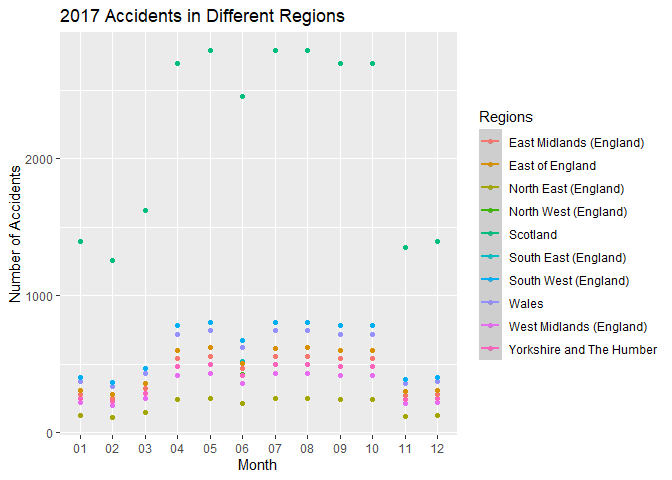 2017 Accidents in Different Regions
Number of Accidents
2000
1000
0
01 02 03 04 05 06 07 08 09 10 11 12
Month
Regions
East Midlands (England)
East of England
North East (England)
North West (England)
Scotland
South East (England)
South West (England)
Wales
West Midlands (England)
Yorkshire and The Humber